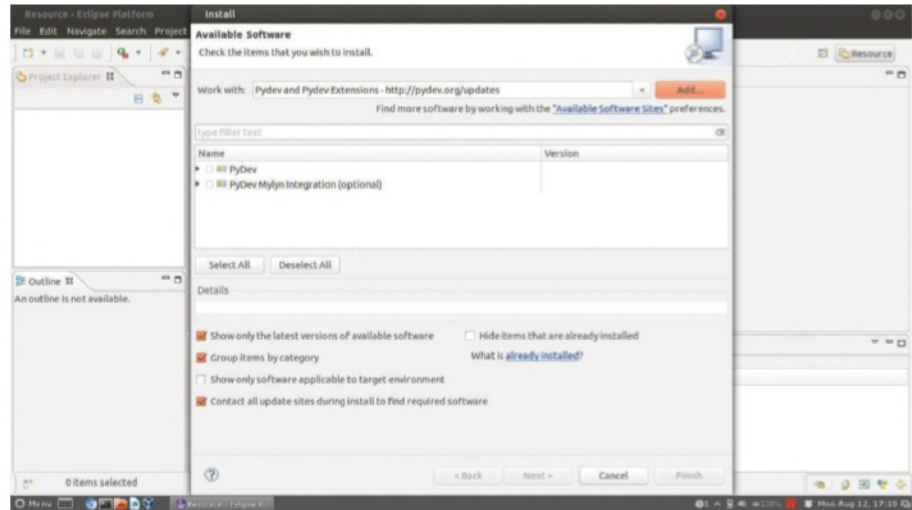 Resource - Eclipse Platform
Install
File Edit Navigate Search Project
Available Software
Check the items that you wish to install.
Resource
Project Explorer
Work with: Pydev and Pydev Extensions - http://pydev.org/updates
Add...
Find more software by working with the "Available Software Sites" preferences.
type filter text
Name Version
PyDev
PyDev Mylyn Integration (optional)
Select All Deselect All
Outline
An outline is not available.
Details
Show only the latest versions of available software
Hide items that are already installed
Group items by category
What is already installed?
Show only software applicable to target environment
Contact all update sites during install to find required software
0 items selected
< Back Next > Cancel Finish
Menu
Resource - Eclipse P...
Mon Aug 12, 17:10